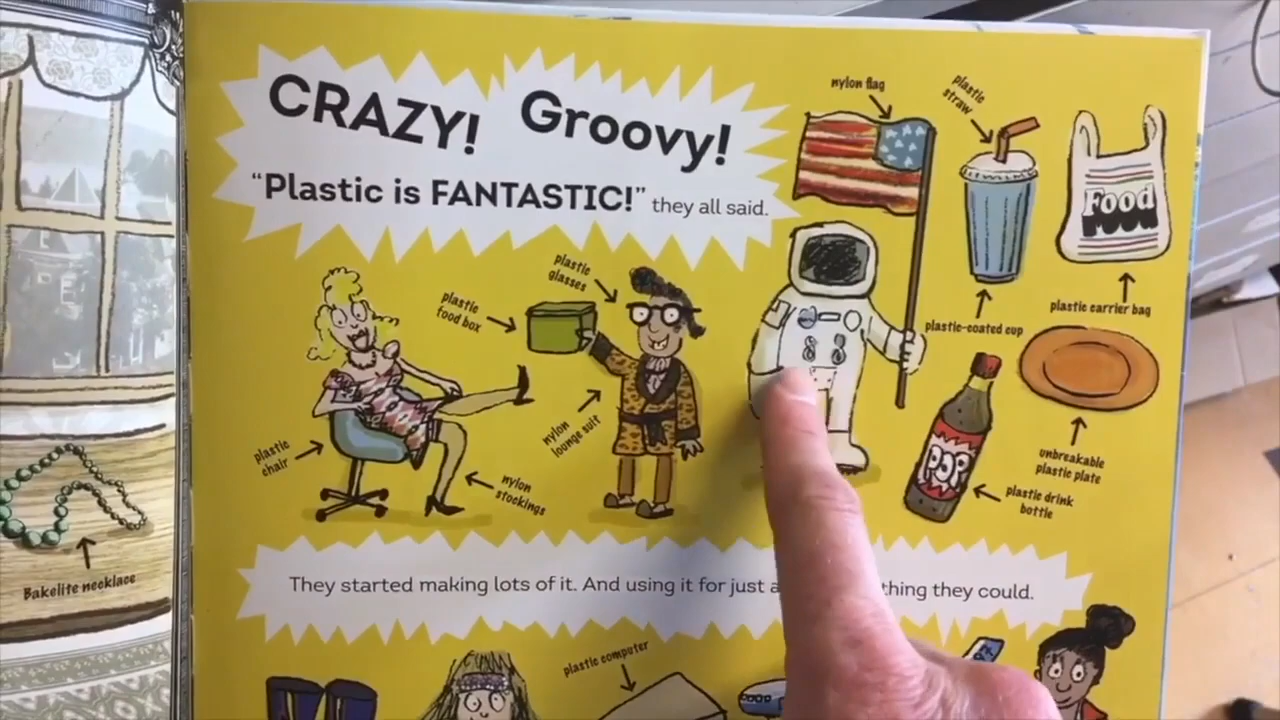 CRAZY! Groovy!
"Plastic is FANTASTIC!" they all said.
nylon flag
plastic
straw
Food
plastic carrier bag
plastic-coated cup
plastic
glasses
plastic
food box
nylon
lounge suit
plastic
chair
nylon
stockings
POP
unbreakable
plastic plate
plastic drink
bottle
Bakelite necklace
They started making lots of it. And using it for just a thing they could.
plastic computer